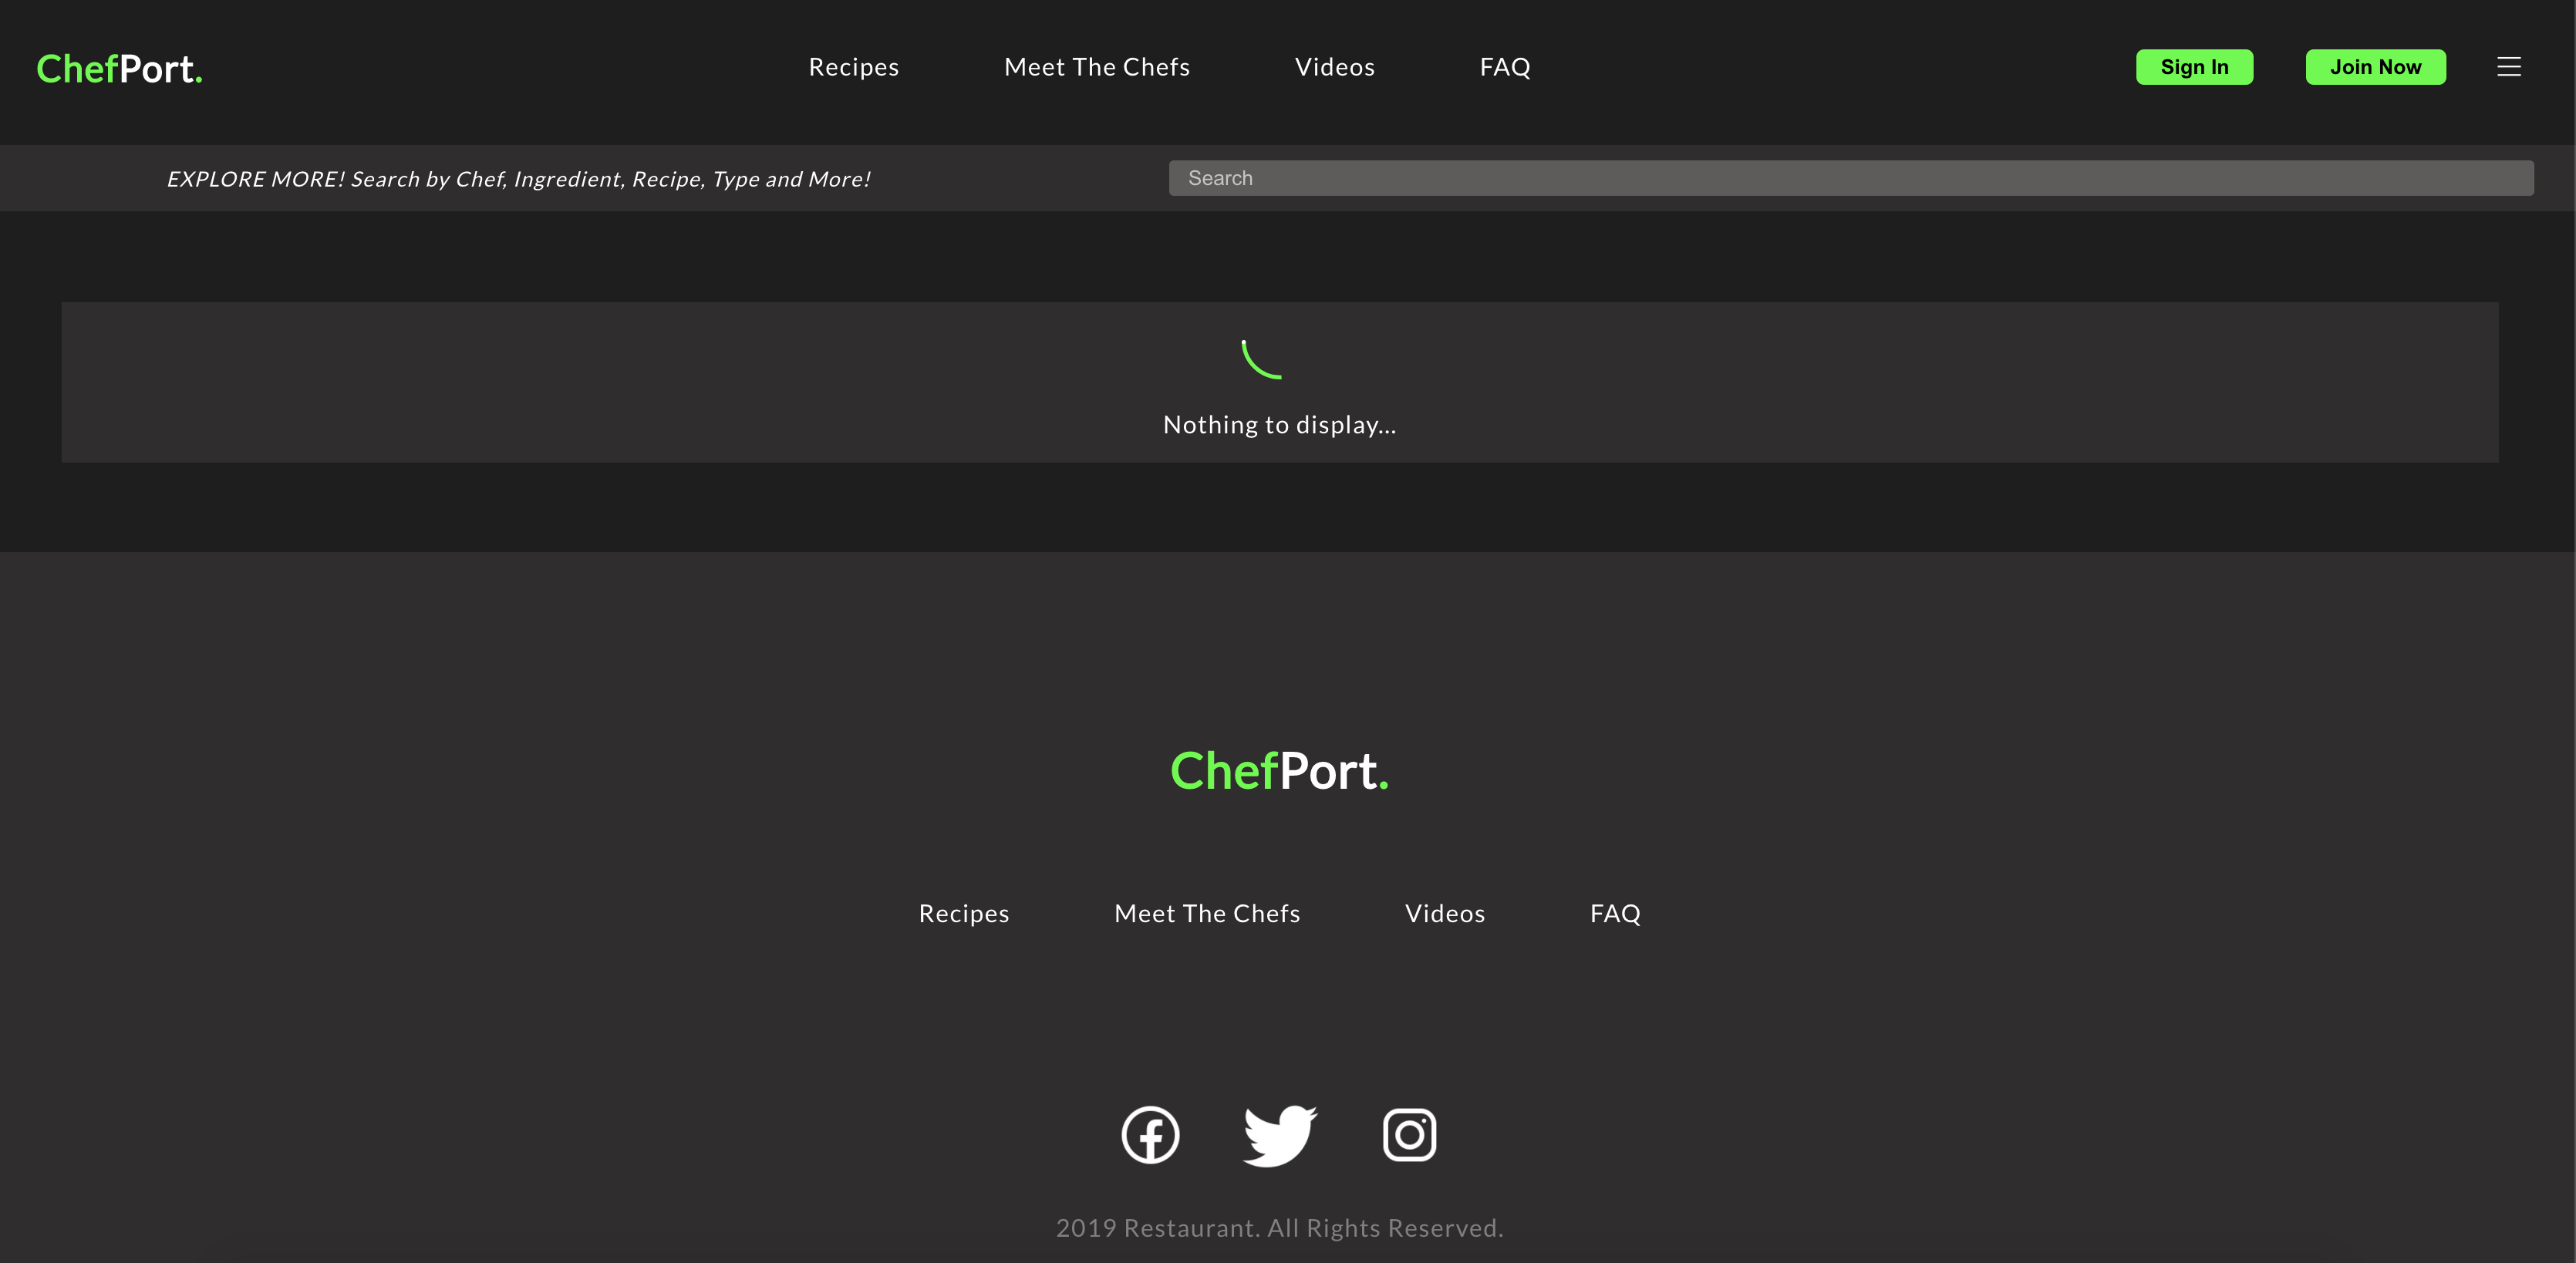 ChefPort.
Recipes Meet The Chefs Videos FAQ
Sign In Join Now
EXPLORE MORE! Search by Chef, Ingredient, Recipe, Type and More!
Search
Nothing to display...
ChefPort.
Recipes Meet The Chefs Videos FAQ
2019 Restaurant. All Rights Reserved.